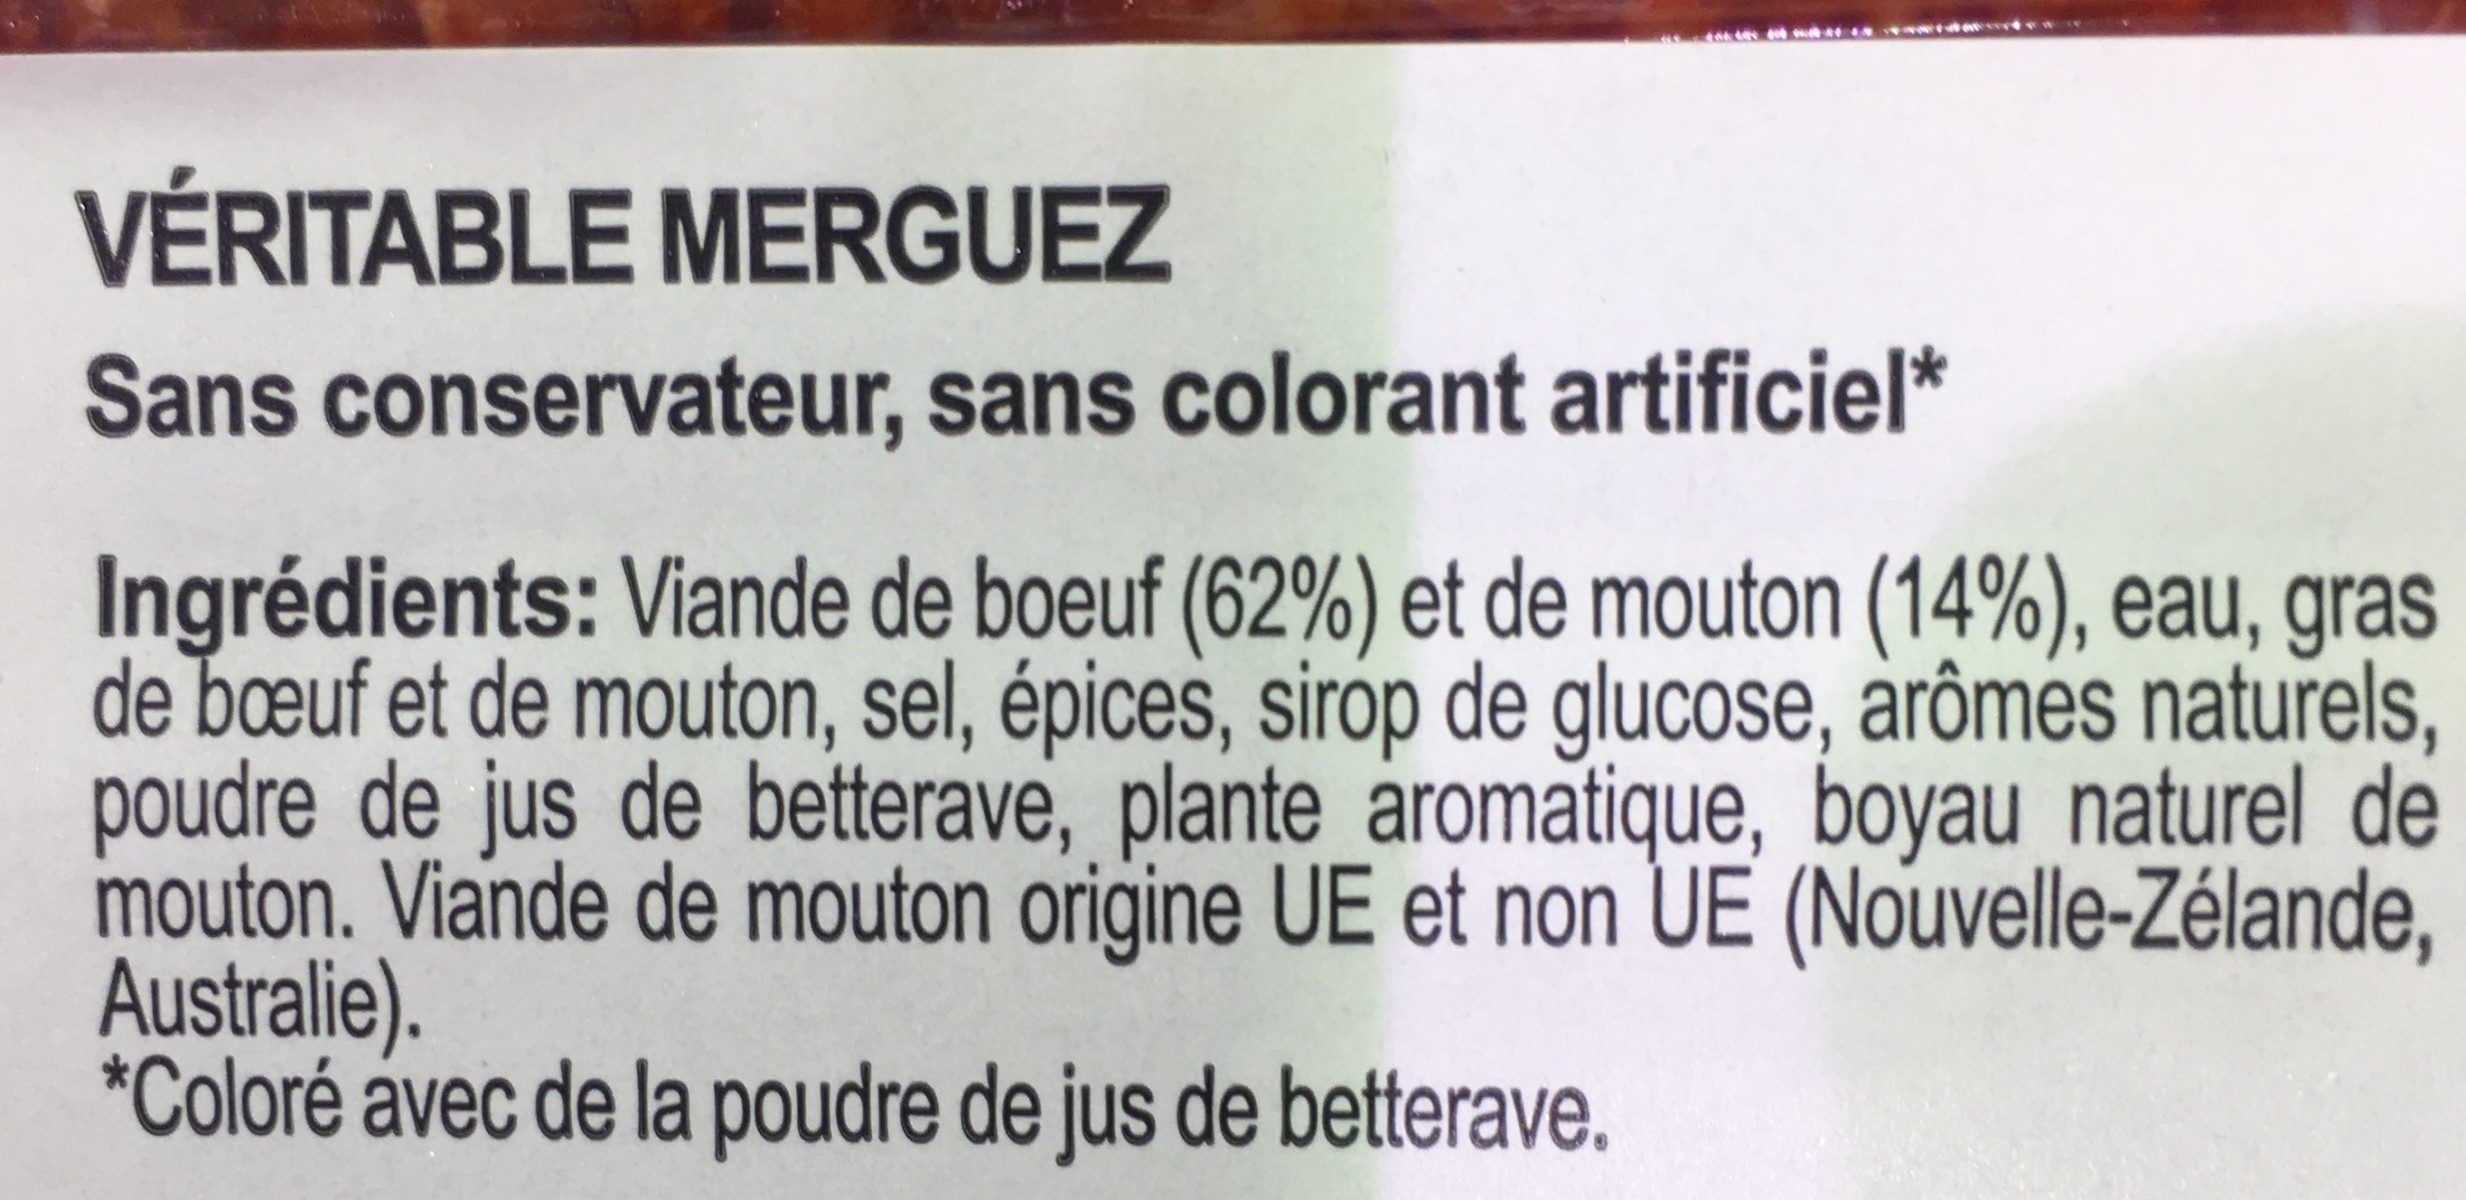 VÉRITABLE MERGUEZ
Sans conservateur, sans colorant artificiel*
Ingrédients: Viande de boeuf (62%) et de mouton (14%), eau, gras
de bœuf et de mouton, sel, épices, sirop de glucose, arômes naturels,
poudre de jus de betterave, plante aromatique, boyau naturel de
mouton. Viande de mouton origine UE et non UE (Nouvelle-Zélande,
Australie).
*Coloré avec de la poudre de jus de betterave.